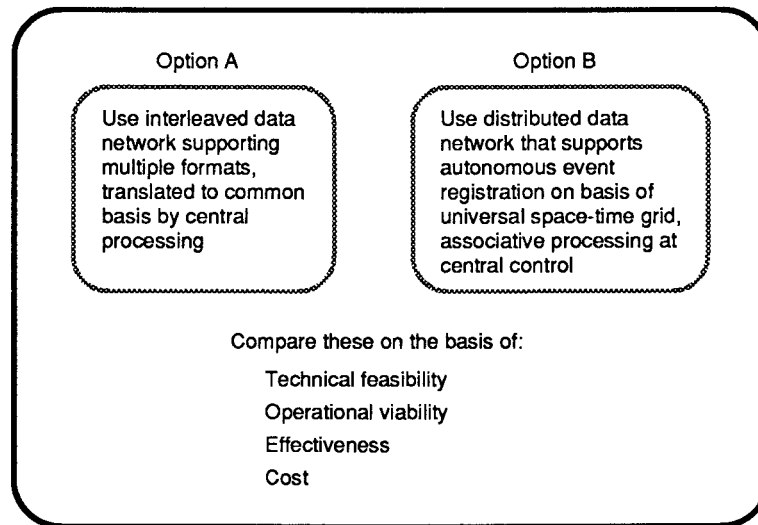 Option A
Use interleaved data
network supporting
multiple formats,
translated to common
basis by central
processing
Option B
Use distributed data
network that supports
autonomous event
registration on basis of
universal space-time grid,
associative processing at
central control
Compare these on the basis of:
Technical feasibility
Operational viability
Effectiveness
Cost